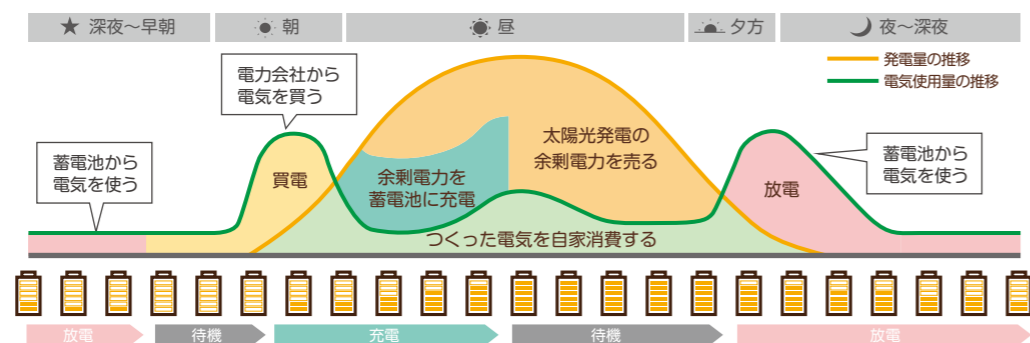 ★ 深夜～早朝
朝
昼
夕方
夜～深夜
発電量の推移
電気使用量の推移
電力会社から
電気を買う
蓄電池から
電気を使う
買電
余剰電力を
蓄電池に充電
太陽光発電の
余剰電力を売る
放電
蓄電池から
電気を使う
つくった電気を自家消費する
放電
待機
充電
待機
放電